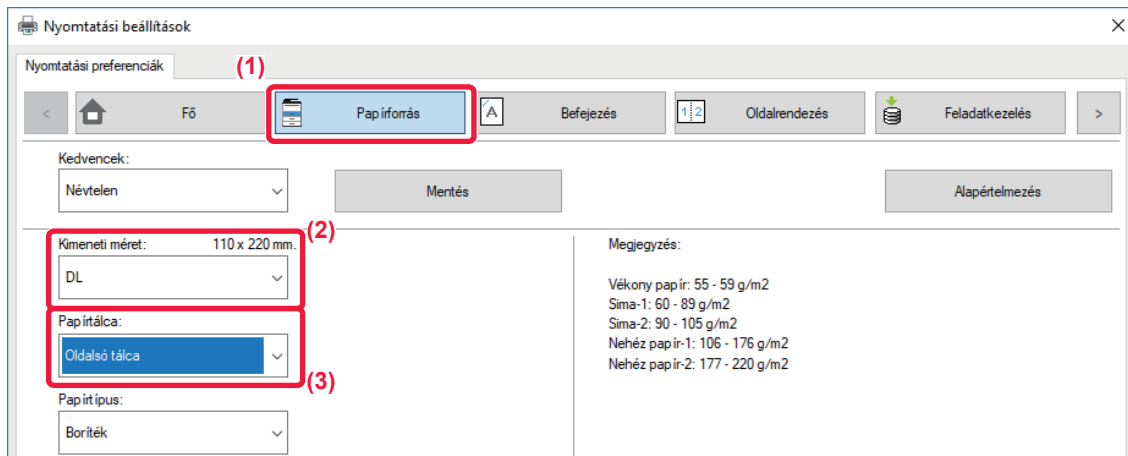 Nyomtatási beállítások
Nyomtatási preferenciák
(1)
< Fő Papírforrás Befejezés Oldalrendezés Feladatkezelés >
Kedvencek:
Névtelen Mentés Alapértelmezés
Kimeneti méret: 110 x 220 mm. (2)
DL
Papírtálca:
Oldalsó tálca
(3)
Papírtípus:
Boríték
Megjegyzés:
Vékony papír: 55 - 59 g/m2
Sima-1: 60 - 89 g/m2
Sima-2: 90 - 105 g/m2
Nehéz papír-1: 106 - 176 g/m2
Nehéz papír-2: 177 - 220 g/m2